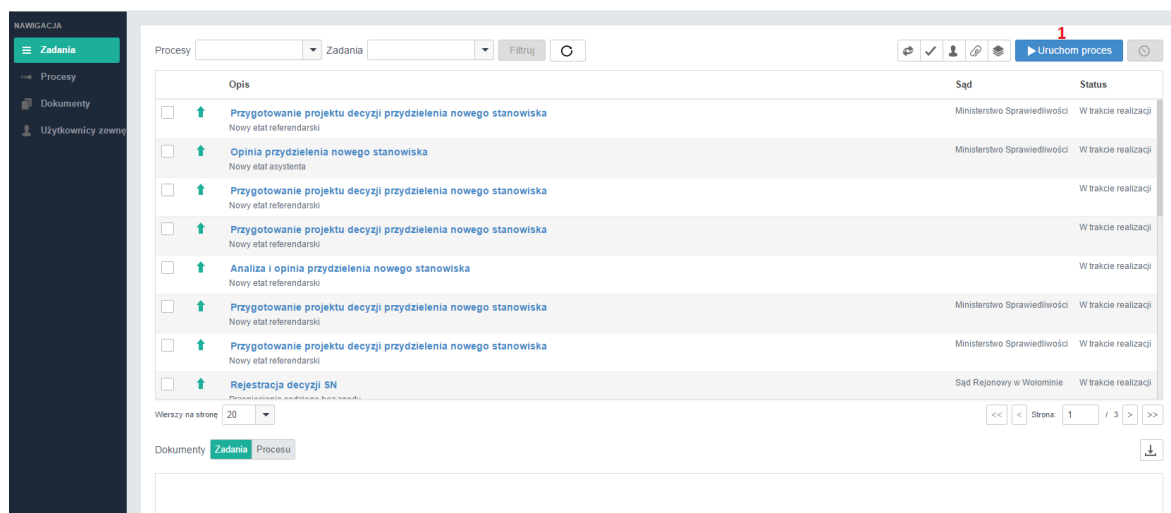 NAWIGACJA
Zadania
Procesy
Dokumenty
Użytkownicy zewnę
Procesy Zadania Filtruj
1
Uruchom proces
Opis Sąd Status
Przygotowanie projektu decyzji przydzielenia nowego stanowiska Ministerstwo Sprawiedliwości W trakcie realizacji
Nowy etat referendarski
Opinia przydzielenia nowego stanowiska Ministerstwo Sprawiedliwości W trakcie realizacji
Nowy etat asystenta
Przygotowanie projektu decyzji przydzielenia nowego stanowiska W trakcie realizacji
Nowy etat referendarski
Przygotowanie projektu decyzji przydzielenia nowego stanowiska W trakcie realizacji
Nowy etat referendarski
Analiza i opinia przydzielenia nowego stanowiska W trakcie realizacji
Nowy etat referendarski
Przygotowanie projektu decyzji przydzielenia nowego stanowiska Ministerstwo Sprawiedliwości W trakcie realizacji
Nowy etat referendarski
Przygotowanie projektu decyzji przydzielenia nowego stanowiska Ministerstwo Sprawiedliwości W trakcie realizacji
Nowy etat referendarski
Rejestracja decyzji SN Sąd Rejonowy w Wołominie W trakcie realizacji
Przeniesienie sędziego bez zgody
Wierszy na stronę 20 << < Strona: 1 / 3 > >>
Dokumenty Zadania Procesu